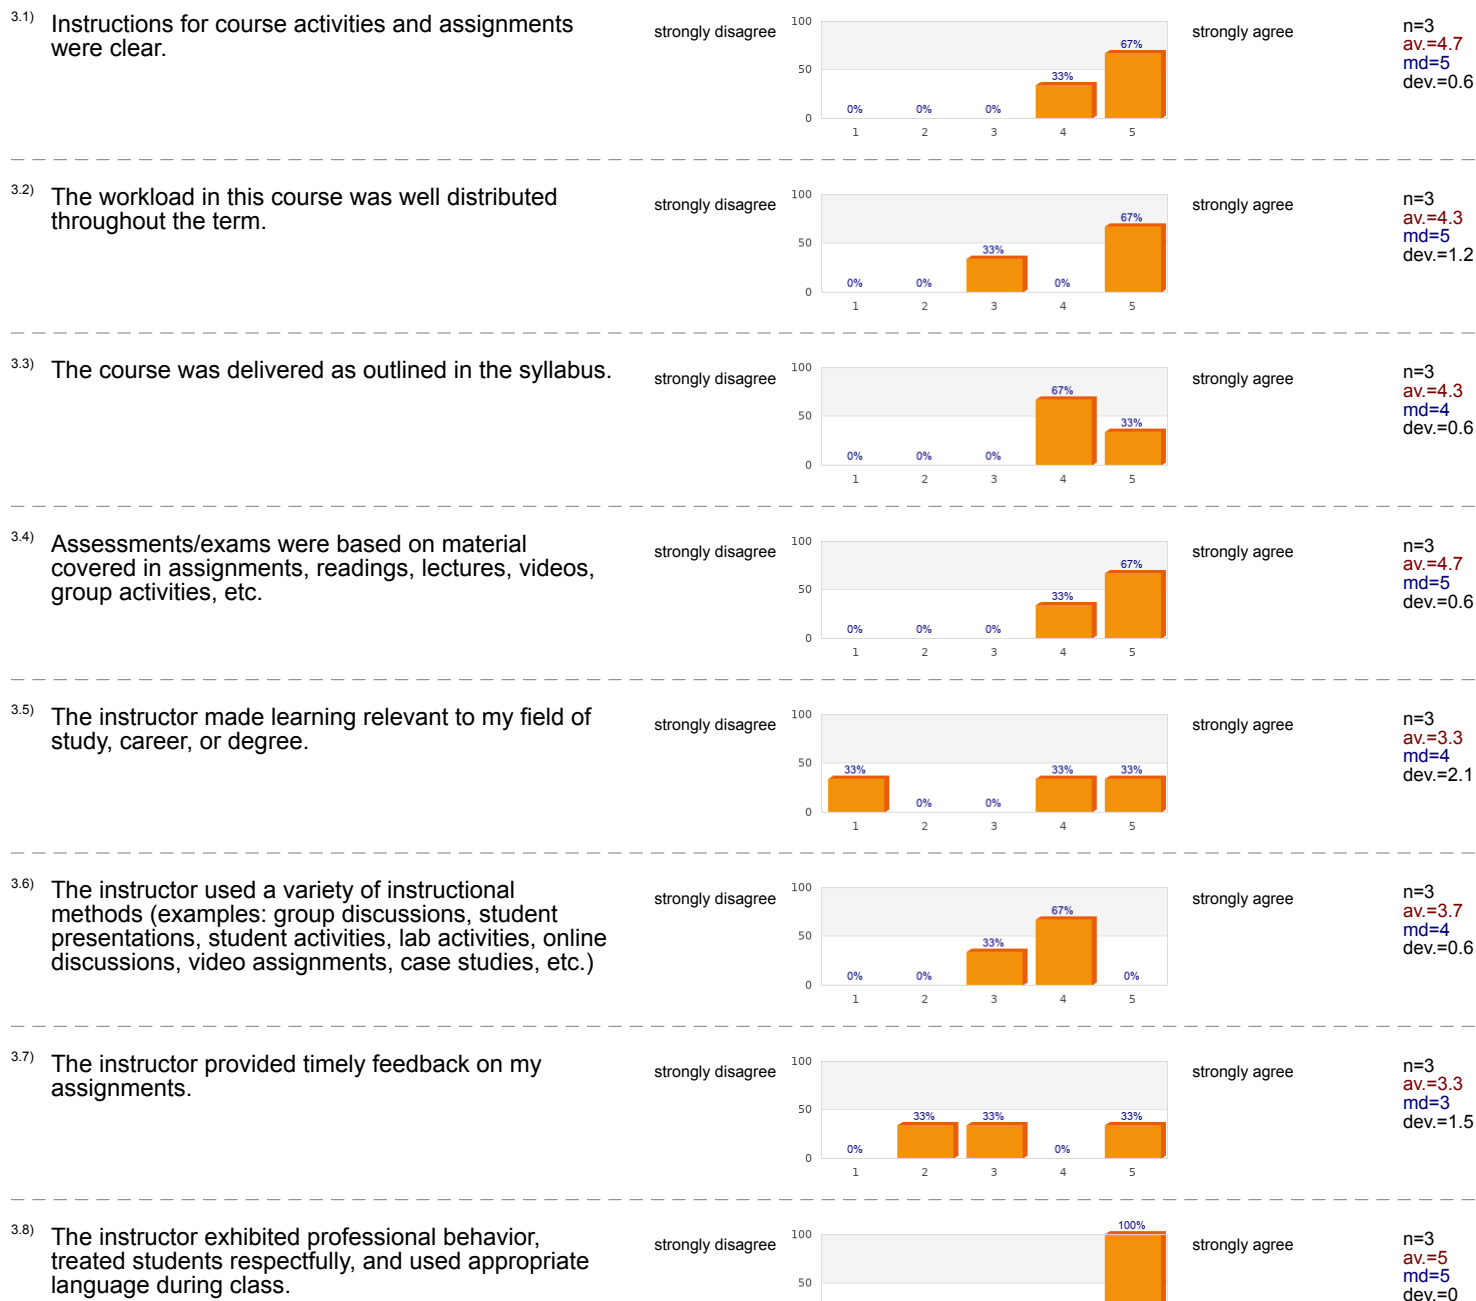 3.1) Instructions for course activities and assignments
were clear.
strongly disagree
100
50
0
0% 0% 0% 33% 67%
1 2 3 4 5
strongly agree
n=3
av.=4.7
md=5
dev.=0.6
3.2) The workload in this course was well distributed
throughout the term.
strongly disagree
100
50
0
0% 0% 33% 0% 67%
1 2 3 4 5
strongly agree
n=3
av.=4.3
md=5
dev.=1.2
3.3) The course was delivered as outlined in the syllabus.
strongly disagree
100
50
0
0% 0% 0% 67% 33%
1 2 3 4 5
strongly agree
n=3
av.=4.3
md=4
dev.=0.6
3.4) Assessments/exams were based on material
covered in assignments, readings, lectures, videos,
group activities, etc.
strongly disagree
100
50
0
0% 0% 0% 33% 67%
1 2 3 4 5
strongly agree
n=3
av.=4.7
md=5
dev.=0.6
3.5) The instructor made learning relevant to my field of
study, career, or degree.
strongly disagree
100
50
0
33% 0% 0% 33% 33%
1 2 3 4 5
strongly agree
n=3
av.=3.3
md=4
dev.=2.1
3.6) The instructor used a variety of instructional
methods (examples: group discussions, student
presentations, student activities, lab activities, online
discussions, video assignments, case studies, etc.)
strongly disagree
100
50
0
0% 0% 33% 67% 0%
1 2 3 4 5
strongly agree
n=3
av.=3.7
md=4
dev.=0.6
3.7) The instructor provided timely feedback on my
assignments.
strongly disagree
100
50
0
0% 33% 33% 0% 33%
1 2 3 4 5
strongly agree
n=3
av.=3.3
md=3
dev.=1.5
3.8) The instructor exhibited professional behavior,
treated students respectfully, and used appropriate
language during class.
strongly disagree
100
50
100%
strongly agree
n=3
av.=5
md=5
dev.=0